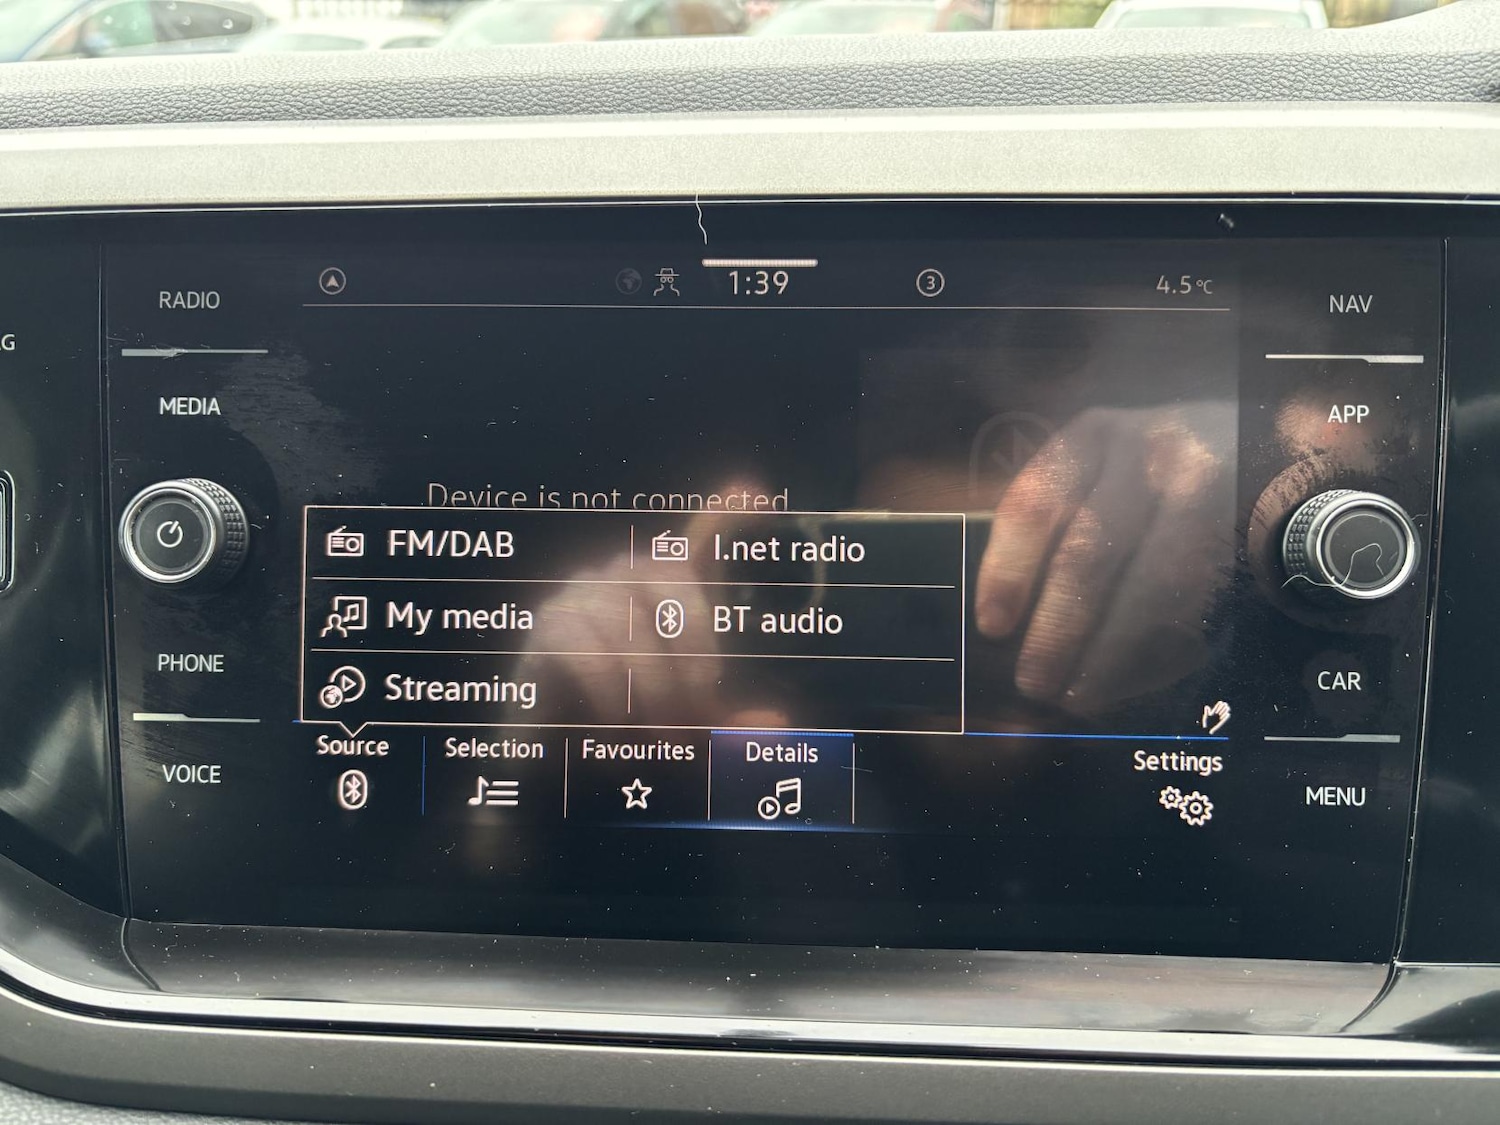 RADIO
1:39
3
4.5°C
NAV
MEDIA
APP
Device is not connected
FM/DAB
I.net radio
My media
BT audio
Streaming
PHONE
CAR
Source
Selection
Favourites
Details
Settings
VOICE
MENU